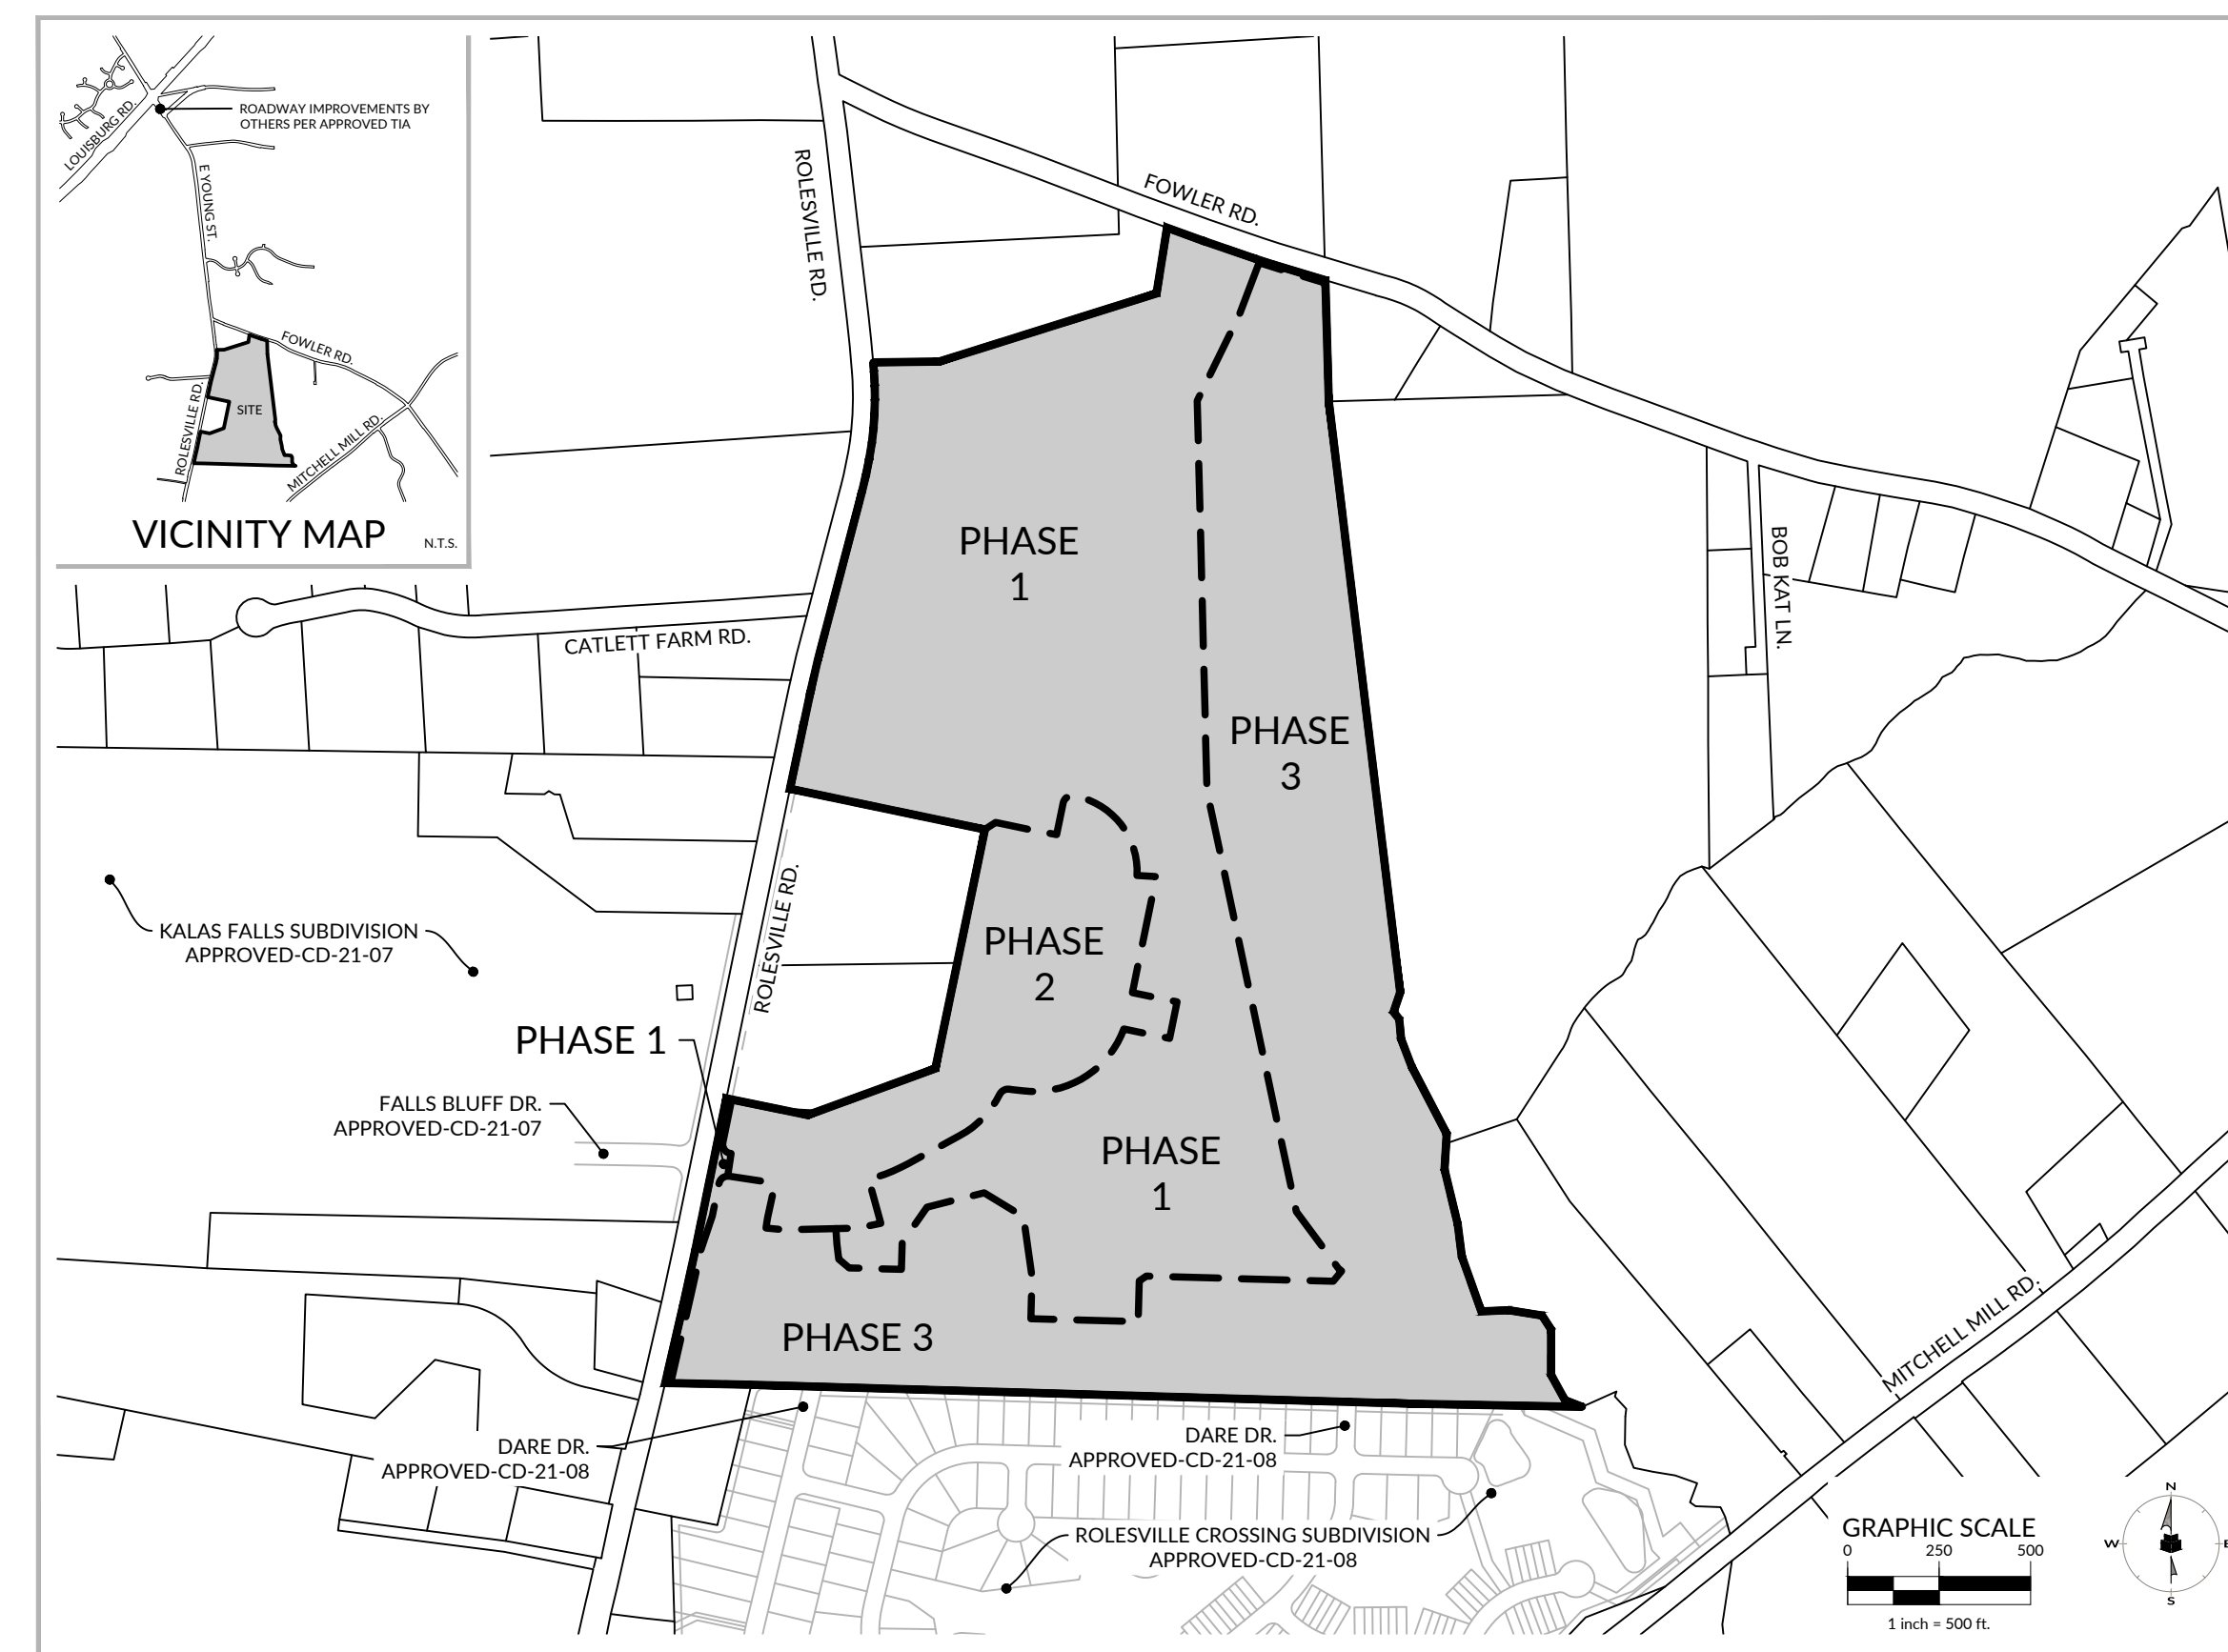 ROADWAY IMPROVEMENTS BY
OTHERS PER APPROVED TIA
LOUISBURG RD.
E YOUNG ST.
FOWLER RD.
SITE
ROLESVILLE RD.
MITCHELL MILL RD.
VICINITY MAP
N.T.S.
ROLESVILLE RD.
FOWLER RD.
PHASE
1
BOB KAT LN.
CATLETT FARM RD.
PHASE
3
ROLESVILLE RD.
KALAS FALLS SUBDIVISION
APPROVED-CD-21-07
PHASE
2
PHASE 1
FALLS BLUFF DR.
APPROVED-CD-21-07
PHASE
1
PHASE 3
MITCHELL MILL RD.
DARE DR.
APPROVED-CD-21-08
DARE DR.
APPROVED-CD-21-08
ROLESVILLE CROSSING SUBDIVISION
APPROVED-CD-21-08
GRAPHIC SCALE
0 250 500
1 inch = 500 ft.
N
W E
S